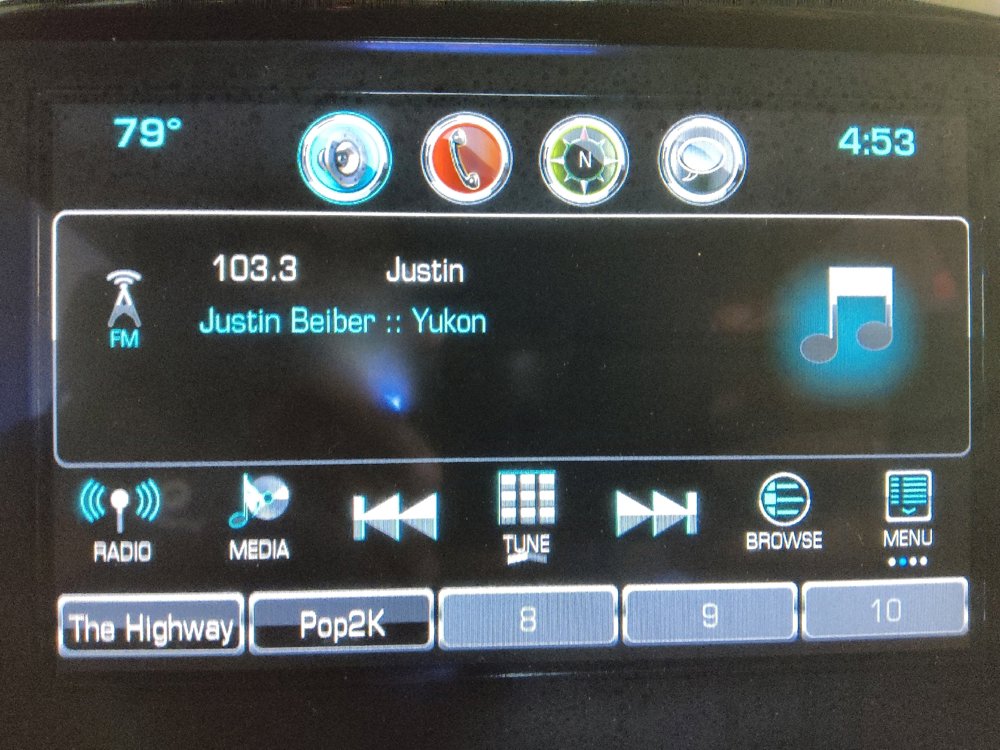 79° N 4:53
103.3 Justin
FM Justin Beiber :: Yukon
RADIO MEDIA TUNE BROWSE MENU
The Highway Pop2K 8 9 10